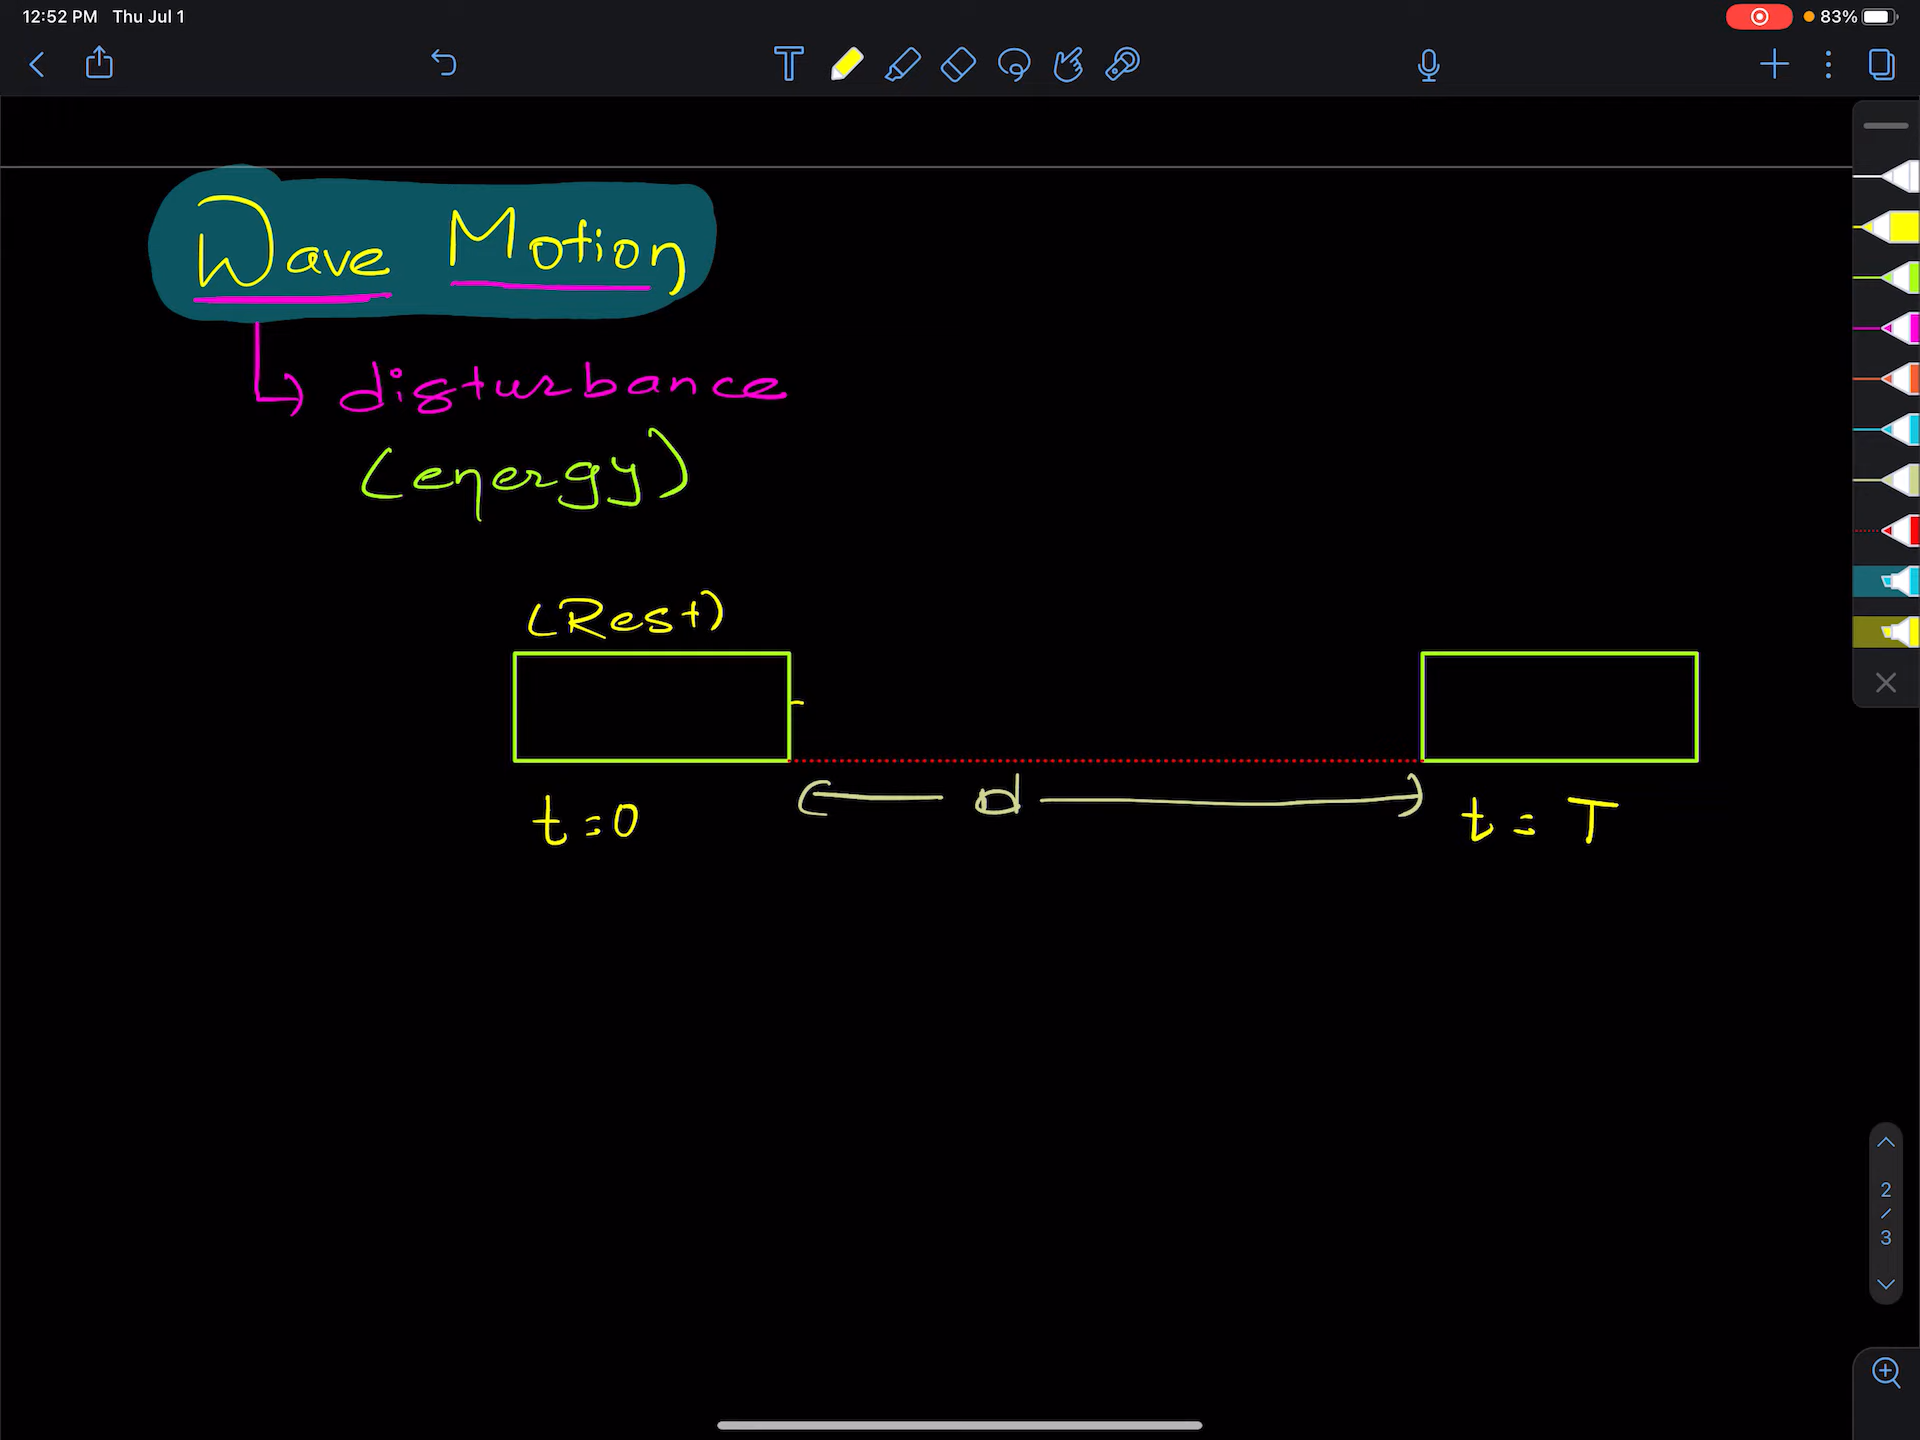 12:52 PM Thu Jul 1
83%
T
Wave Motion
disturbance
(energy)
(Rest)
d
t=0
t= T
2
/
3